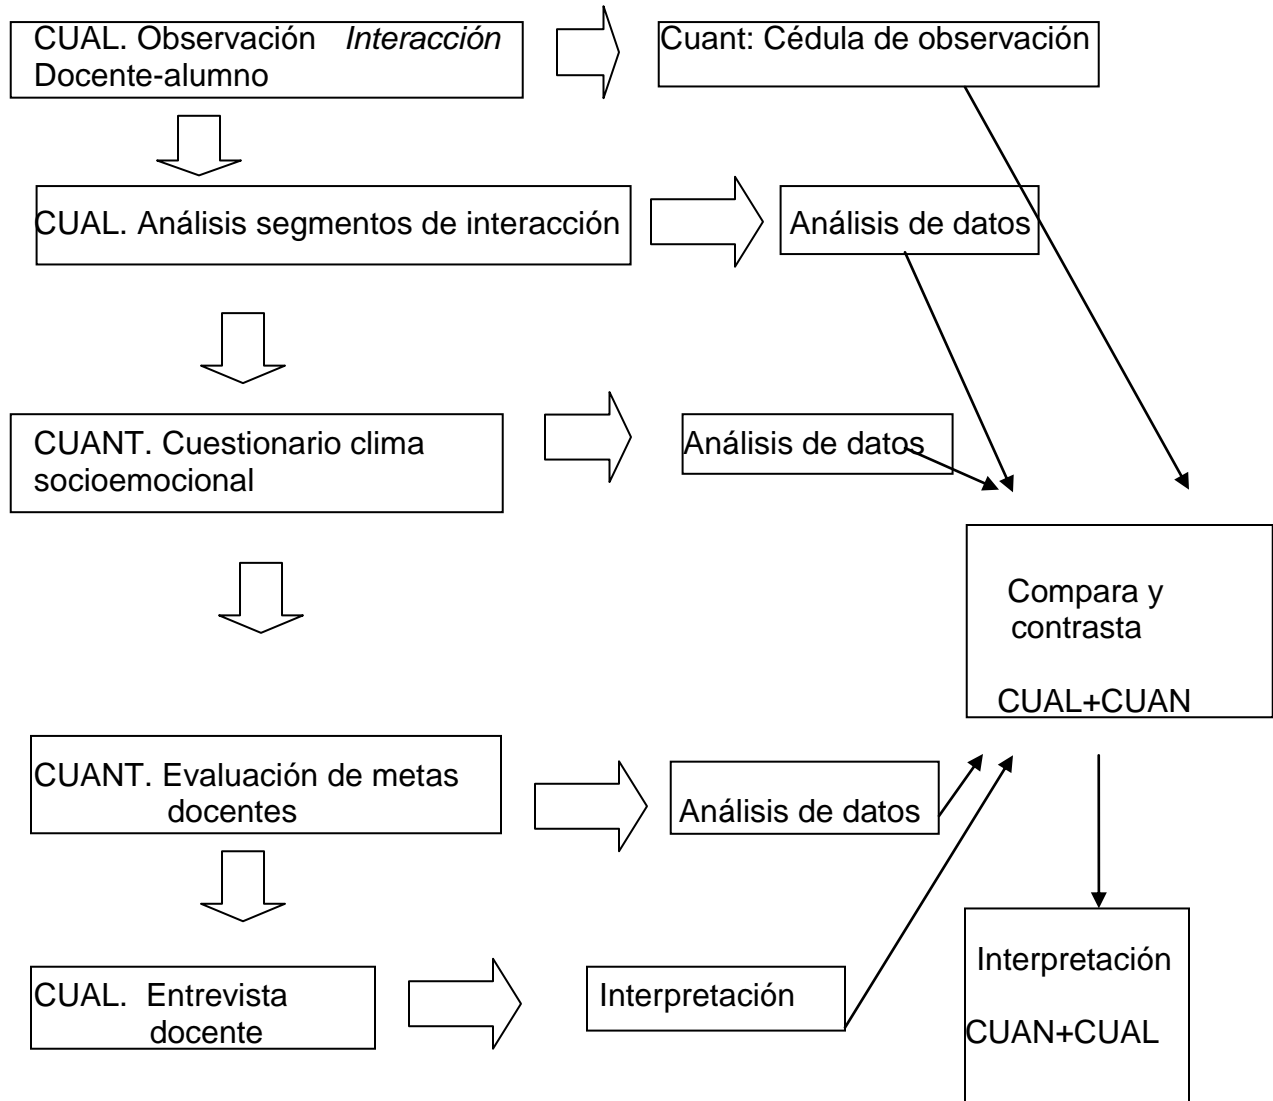 CUAL. Observación Interacción
Docente-alumno
Cuant: Cédula de observación
CUAL. Análisis segmentos de interacción
Análisis de datos
CUANT. Cuestionario clima
socioemocional
Análisis de datos
Compara y
contrasta
CUAL+CUAN
CUANT. Evaluación de metas
docentes
Análisis de datos
CUAL. Entrevista
docente
Interpretación
Interpretación
CUAN+CUAL